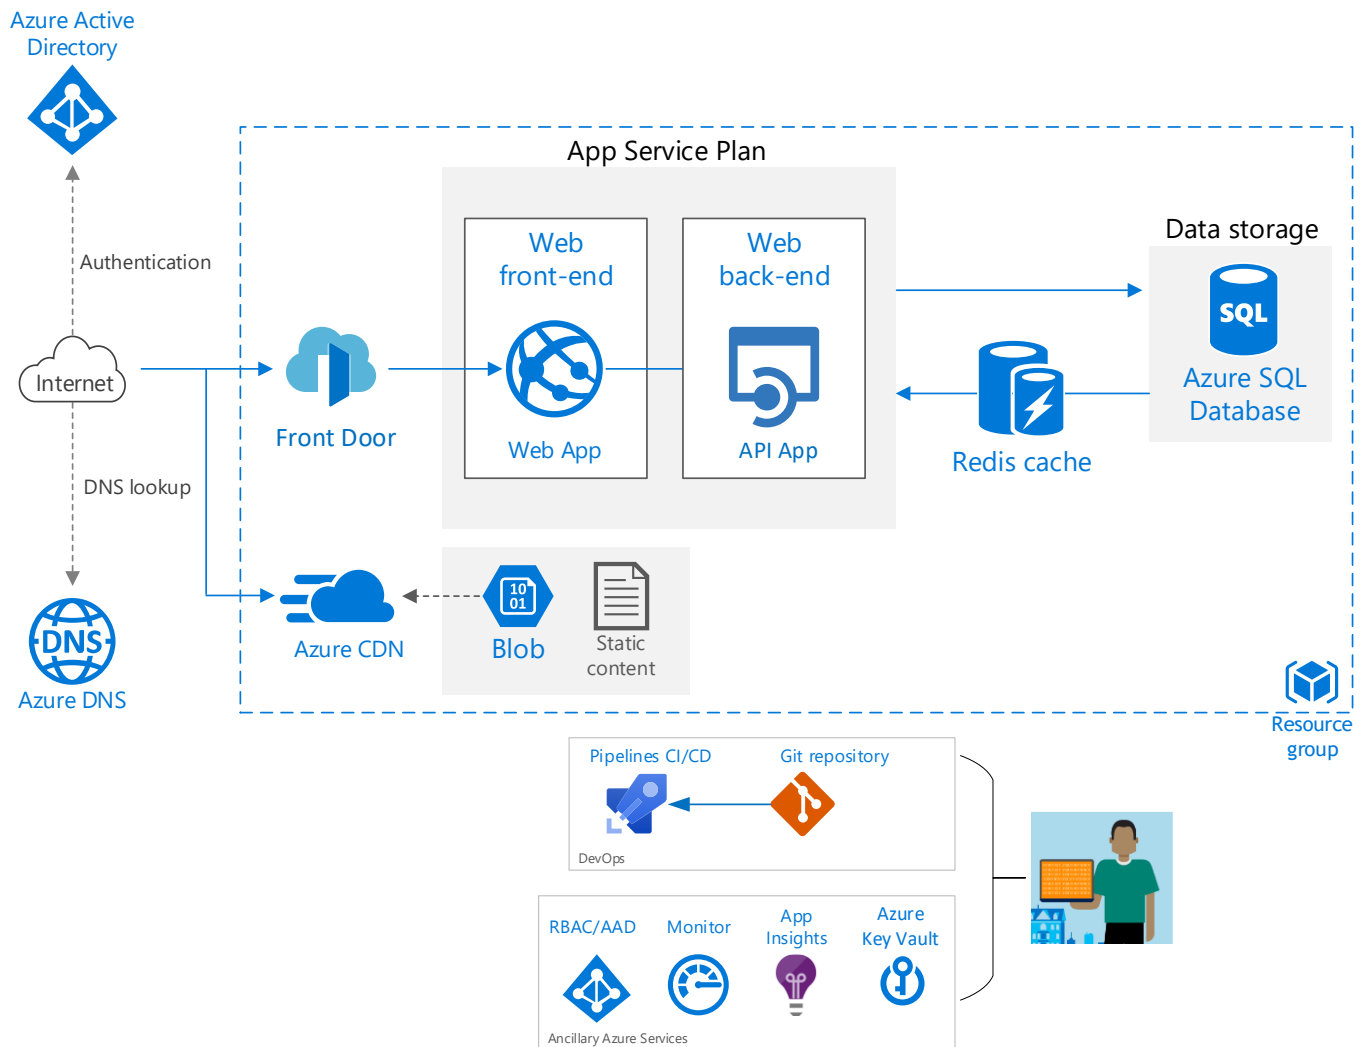 Azure Active
Directory
App Service Plan
Web
front-end
Web
back-end
Data storage
Authentication
SQL
Internet
Azure SQL
Database
Front Door
Web App
API App
Redis cache
DNS lookup
10
01
DNS
Azure CDN
Blob
Static
content
Azure DNS
Resource
group
Pipelines CI/CD
Git repository
DevOps
RBAC/AAD
Monitor
App
Insights
Azure
Key Vault
Ancillary Azure Services